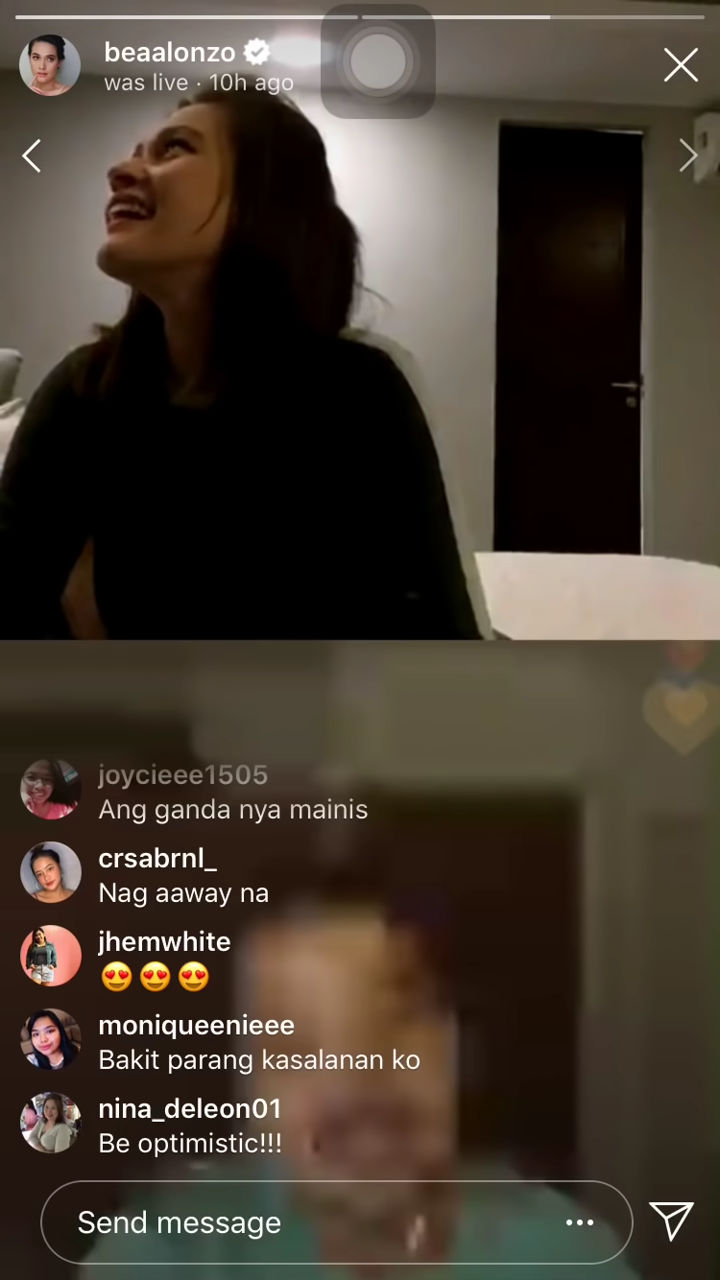 beaalonzo
was live · 10h ago
joycieee1505
Ang ganda nya mainis
crsabrnl_
Nag aaway na
jhemwhite
😍😍😍
moniqueenieee
Bakit parang kasalanan ko
nina_deleon01
Be optimistic!!!
Send message